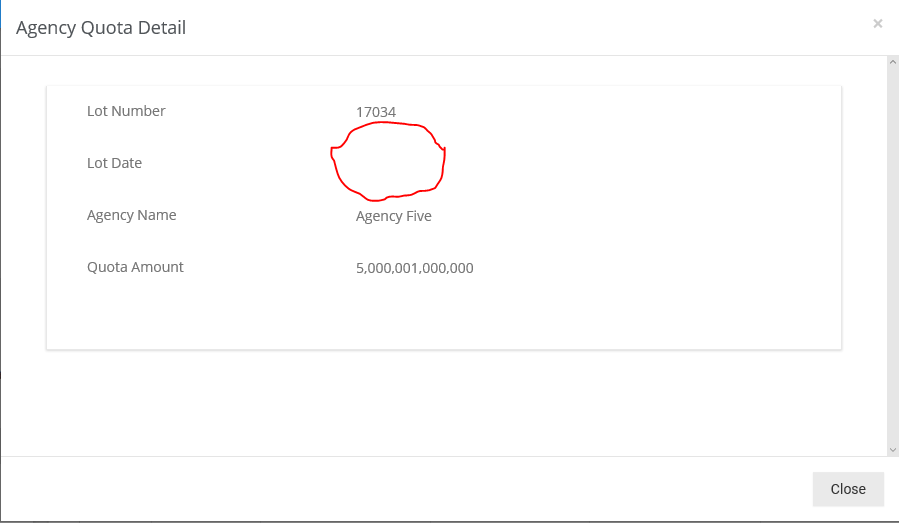 Agency Quota Detail ×
Lot Number 17034
Lot Date
Agency Name Agency Five
Quota Amount 5,000,001,000,000
Close